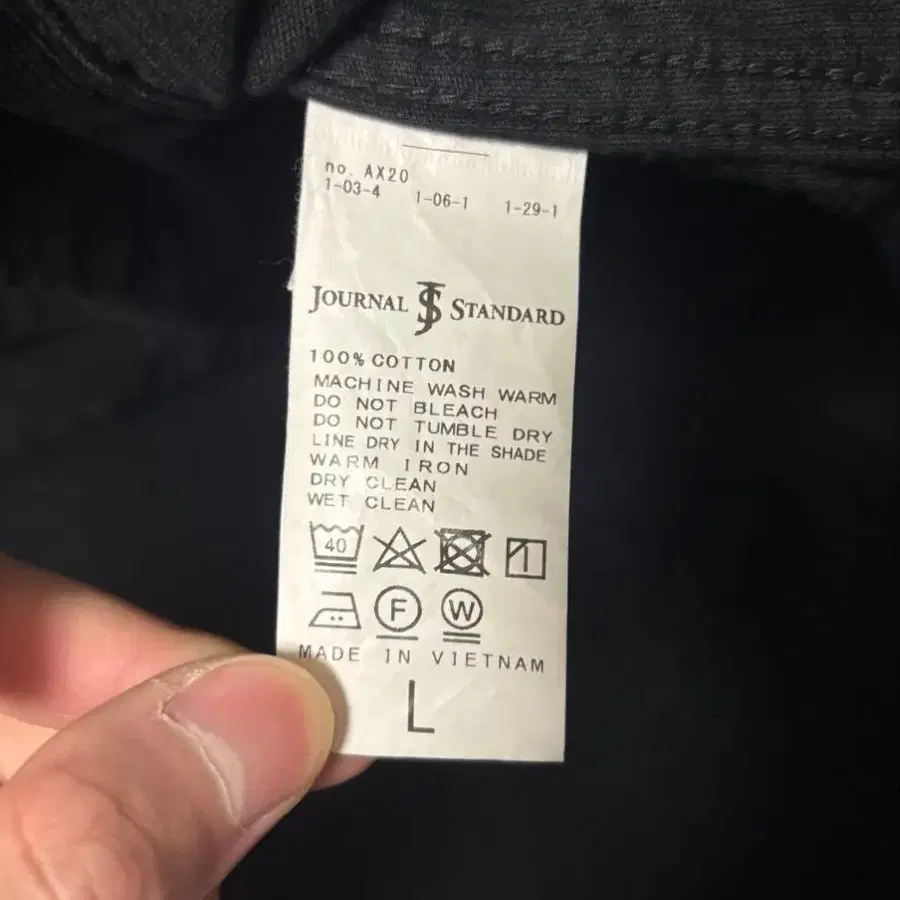 no. AX20
1-03-4 1-06-1 1-29-1
JOURNAL JS STANDARD
100% COTTON
MACHINE WASH WARM
DO NOT BLEACH
DO NOT TUMBLE DRY
LINE DRY IN THE SHADE
WARM IRON
DRY CLEAN
WET CLEAN
40
F W
MADE IN VIETNAM
L